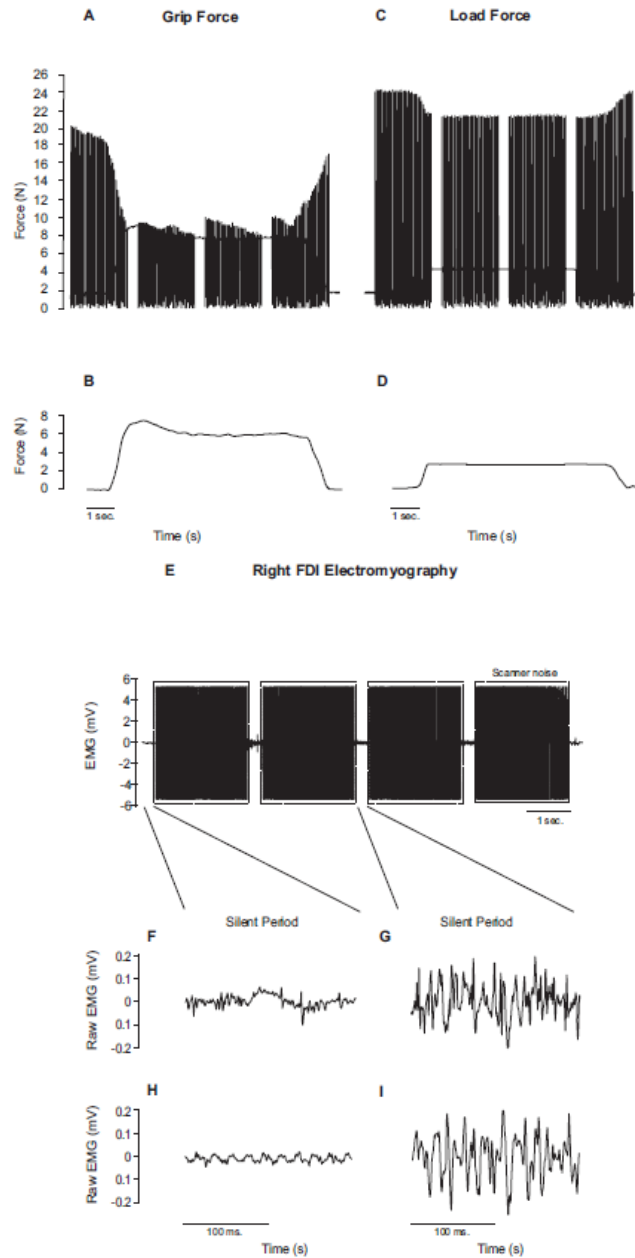 A Grip Force
C Load Force
Force (N)
26
24
22
20
18
16
14
12
10
8
6
4
2
0
B
D
Force (N)
8
6
4
2
0
1 sec.
1 sec.
Time (s)
Time (s)
E Right FDI Electromyography
Scanner noise
EMG (mV)
6
4
2
0
-2
-4
-6
1 sec.
Silent Period
Silent Period
F
G
Raw EMG (mV)
0.2
0.1
0
0.1
-0.2
H
I
Raw EMG (mV)
0.2
0.1
0
0.1
-0.2
100 ms.
100 ms.
Time (s)
Time (s)